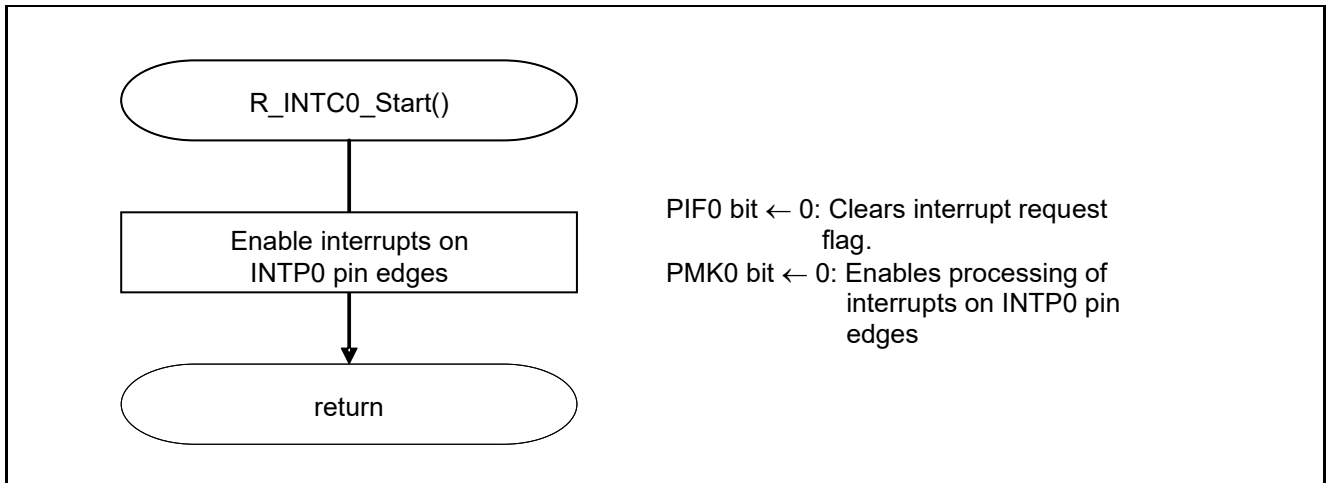 R_INTC0_Start()
Enable interrupts on
INTP0 pin edges
PIF0 bit ← 0: Clears interrupt request
flag.
PMK0 bit ← 0: Enables processing of
interrupts on INTP0 pin
edges
return